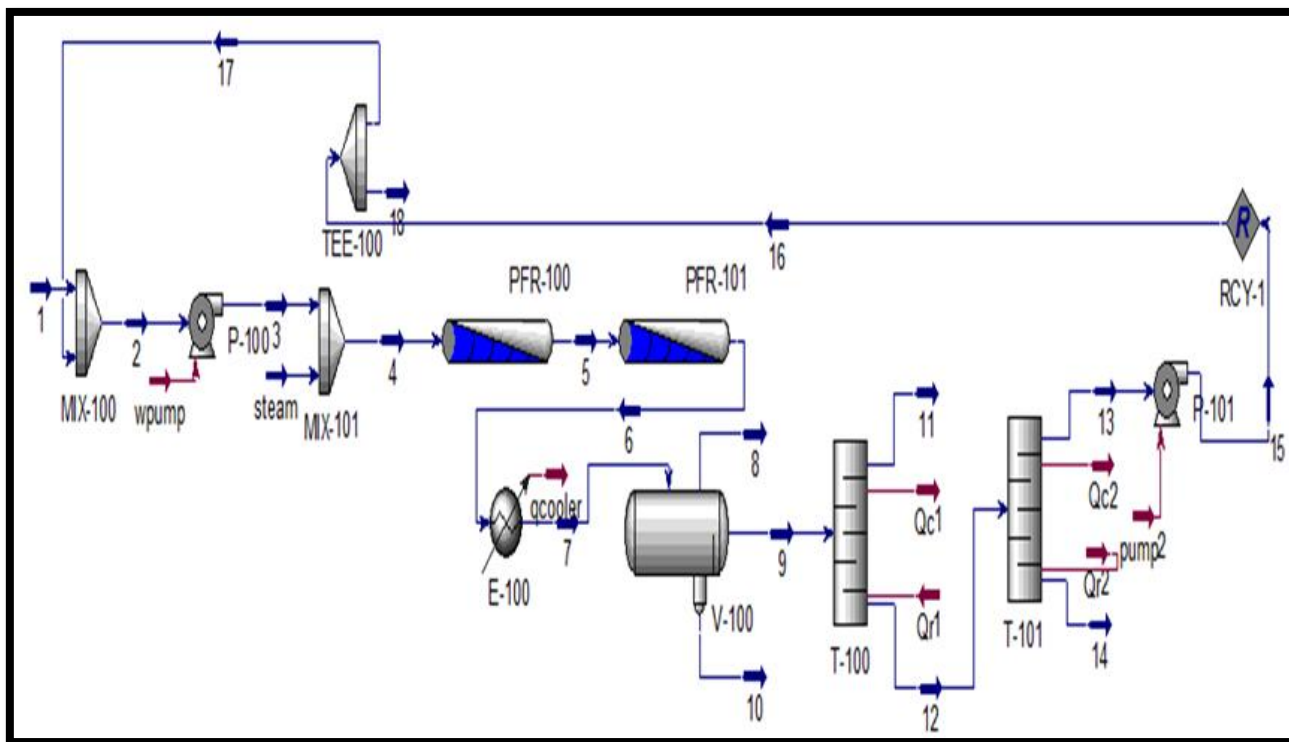 17
TEE-100
18
16
R
RCY-1
1
MIX-100
2
wpump
P-100
3
steam
MIX-101
4
PFR-100
5
PFR-101
6
E-100
qcooler
7
V-100
8
9
10
T-100
11
Qc1
Qr1
12
T-101
13
Qc2
Qr2
14
pump2
P-101
15